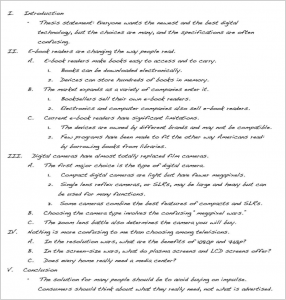 I. Introduction
- Thesis statement: Everyone wants the newest and the best digital
technology, but the choices are many, and the specifications are often
confusing.
II. E-book readers are changing the way people read.
A. E-book readers make books easy to access and to carry.
1. Books can be downloaded electronically.
2. Devices can store hundreds of books in memory.
B. The market expands as a variety of companies enter it.
1. Booksellers sell their own e-book readers.
2. Electronics and computer companies also sell e-book readers.
C. Current e-book readers have significant limitations.
1. The devices are owned by different brands and may not be compatible.
2. Few programs have been made to fit the other way Americans read:
by borrowing books from libraries.
III. Digital cameras have almost totally replaced film cameras.
A. The first major choice is the type of digital camera.
1. Compact digital cameras are light but have fewer megapixels.
2. Single lens reflex cameras, or SLRs, may be large and heavy but can
be used for many functions.
3. Some cameras combine the best features of compacts and SLRs.
B. Choosing the camera type involves the confusing "megapixel wars."
C. The zoom lens battle also determines the camera you will buy.
IV. Nothing is more confusing to me than choosing among televisions.
A. In the resolution wars, what are the benefits of 1080p and 768p?
B. In the screen-size wars, what do plasma screens and LCD screens offer?
C. Does every home really need a media center?
V. Conclusion
- The solution for many people should be to avoid buying on impulse.
Consumers should think about what they really need, not what is advertised.